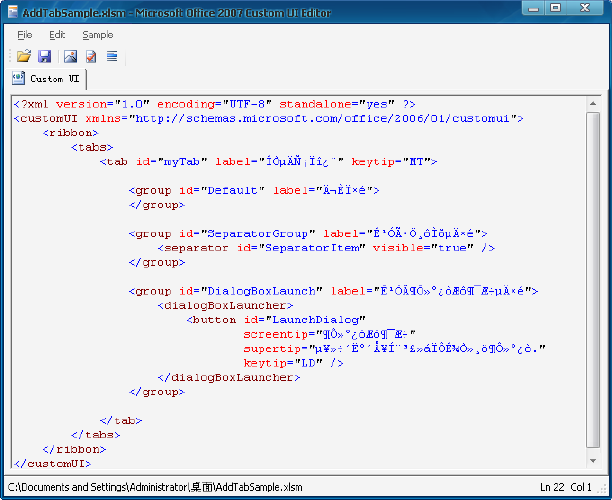 AddTabSample.xlsm - Microsoft Office 2007 Custom UI Editor
File Edit Sample
Custom UI
<?xml version="1.0" encoding="UTF-8" standalone="yes" ?>
<customUI xmlns="http://schemas.microsoft.com/office/2006/01/customui">
<ribbon>
<tabs>
<tab id="myTab" label="ÎÒµÄÑ¡Ïî¿¨" keytip="MT">
<group id="Default" label="Ä¬ÈÏ×é">
</group>
<group id="SeparatorGroup" label="Ê¹ÓÃ·Ö¸ôÌõµÄ×é">
<separator id="SeparatorItem" visible="true" />
</group>
<group id="DialogBoxLaunch" label="Ê¹ÓÃ¶Ô»°¿òÆô¶¯Æ÷µÄ×é">
<dialogBoxLauncher>
<button id="LaunchDialog"
screentip="¶Ô»°¿òÆô¶¯Æ÷"
keytip="LD" />
</dialogBoxLauncher>
</group>
</tab>
</tabs>
</ribbon>
</customUI>
C:\Documents and Settings\Administrator\桌面\AddTabSample.xlsm
Ln 22 Col 1